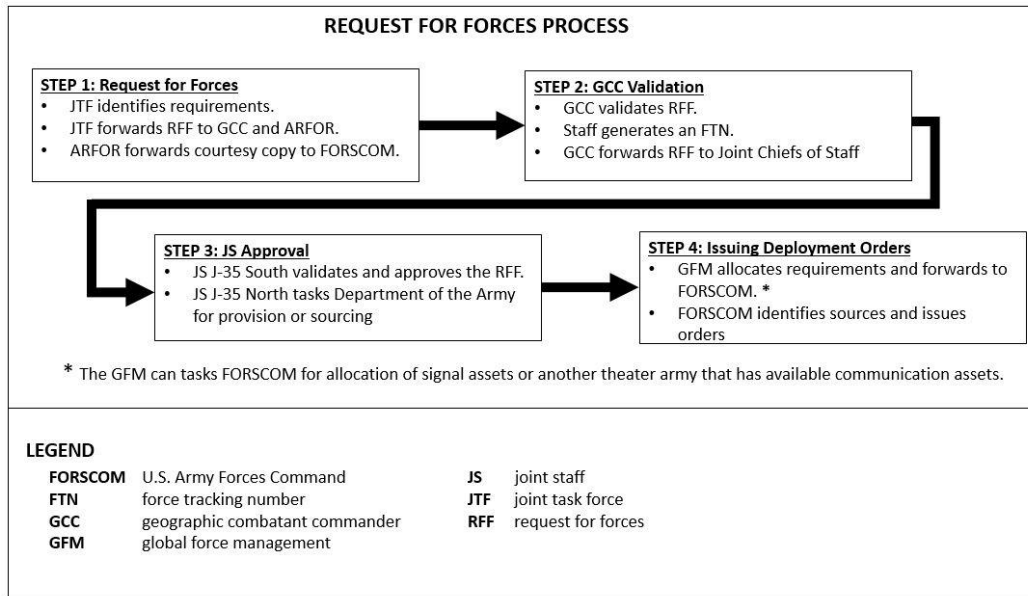 REQUEST FOR FORCES PROCESS
STEP 1: Request for Forces
• JTF identifies requirements.
• JTF forwards RFF to GCC and ARFOR.
• ARFOR forwards courtesy copy to FORSCOM.
STEP 2: GCC Validation
• GCC validates RFF.
• Staff generates an FTN.
• GCC forwards RFF to Joint Chiefs of Staff
STEP 3: JS Approval
• JS J-35 South validates and approves the RFF.
• JS J-35 North tasks Department of the Army
for provision or sourcing
STEP 4: Issuing Deployment Orders
• GFM allocates requirements and forwards to
FORSCOM. *
• FORSCOM identifies sources and issues
orders
* The GFM can tasks FORSCOM for allocation of signal assets or another theater army that has available communication assets.
LEGEND
FORSCOM U.S. Army Forces Command
FTN force tracking number
GCC geographic combatant commander
GFM global force management
JS joint staff
JTF joint task force
RFF request for forces